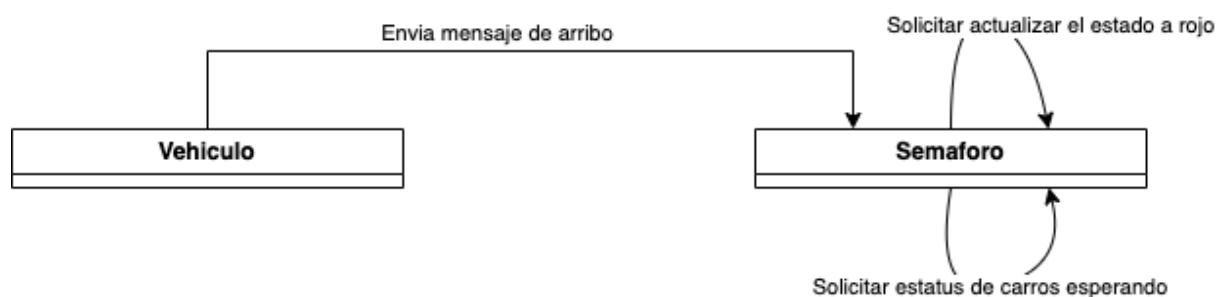 Solicitar actualizar el estado a rojo
Envia mensaje de arribo
Vehiculo
Semaforo
Solicitar estatus de carros esperando